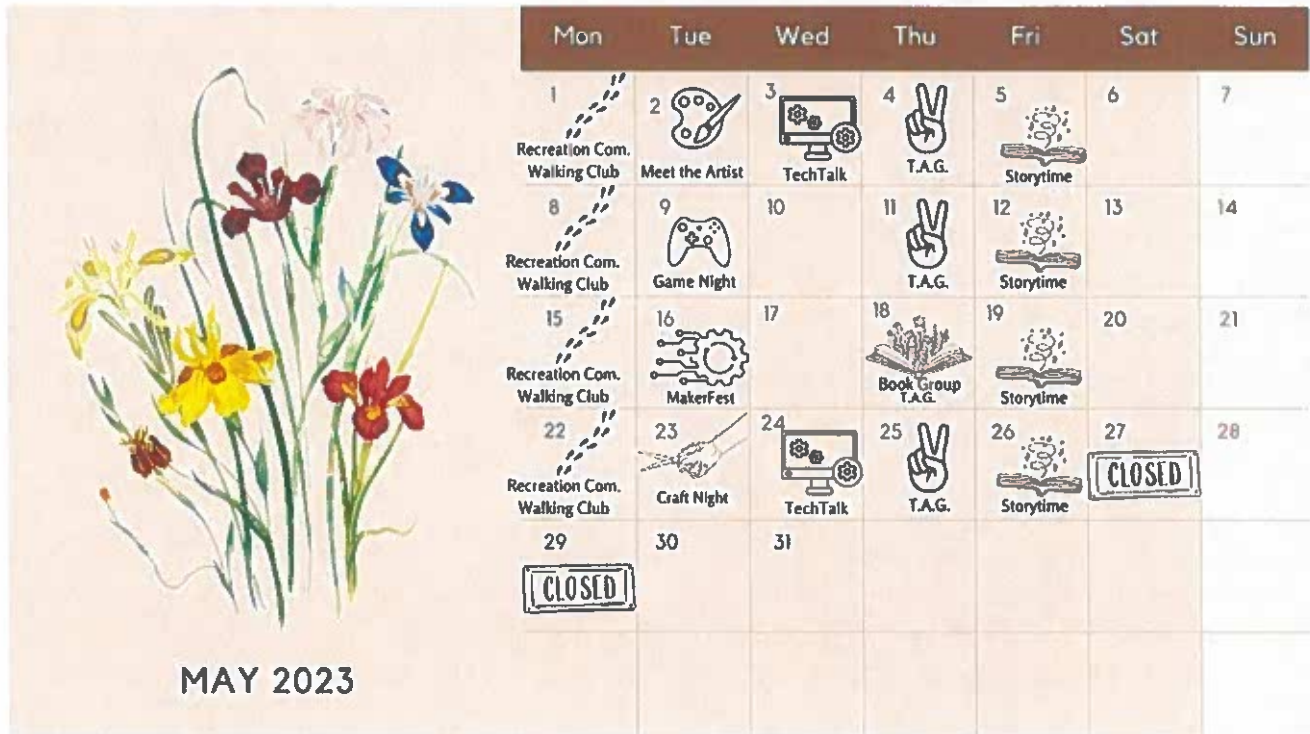 Mon Tue Wed Thu Fri Sat Sun
1 2 3 4 5 6 7
Recreation Com.
Walking Club Meet the Artist TechTalk T.A.G. Storytime
8 9 10 11 12 13 14
Recreation Com.
Walking Club Game Night T.A.G. Storytime
15 16 17 18 19 20 21
Recreation Com.
Walking Club MakerFest Book Group
T.A.G. Storytime
22 23 24 25 26 27 28
CLOSED
Recreation Com.
Walking Club Craft Night TechTalk T.A.G. Storytime
29 30 31
CLOSED
MAY 2023